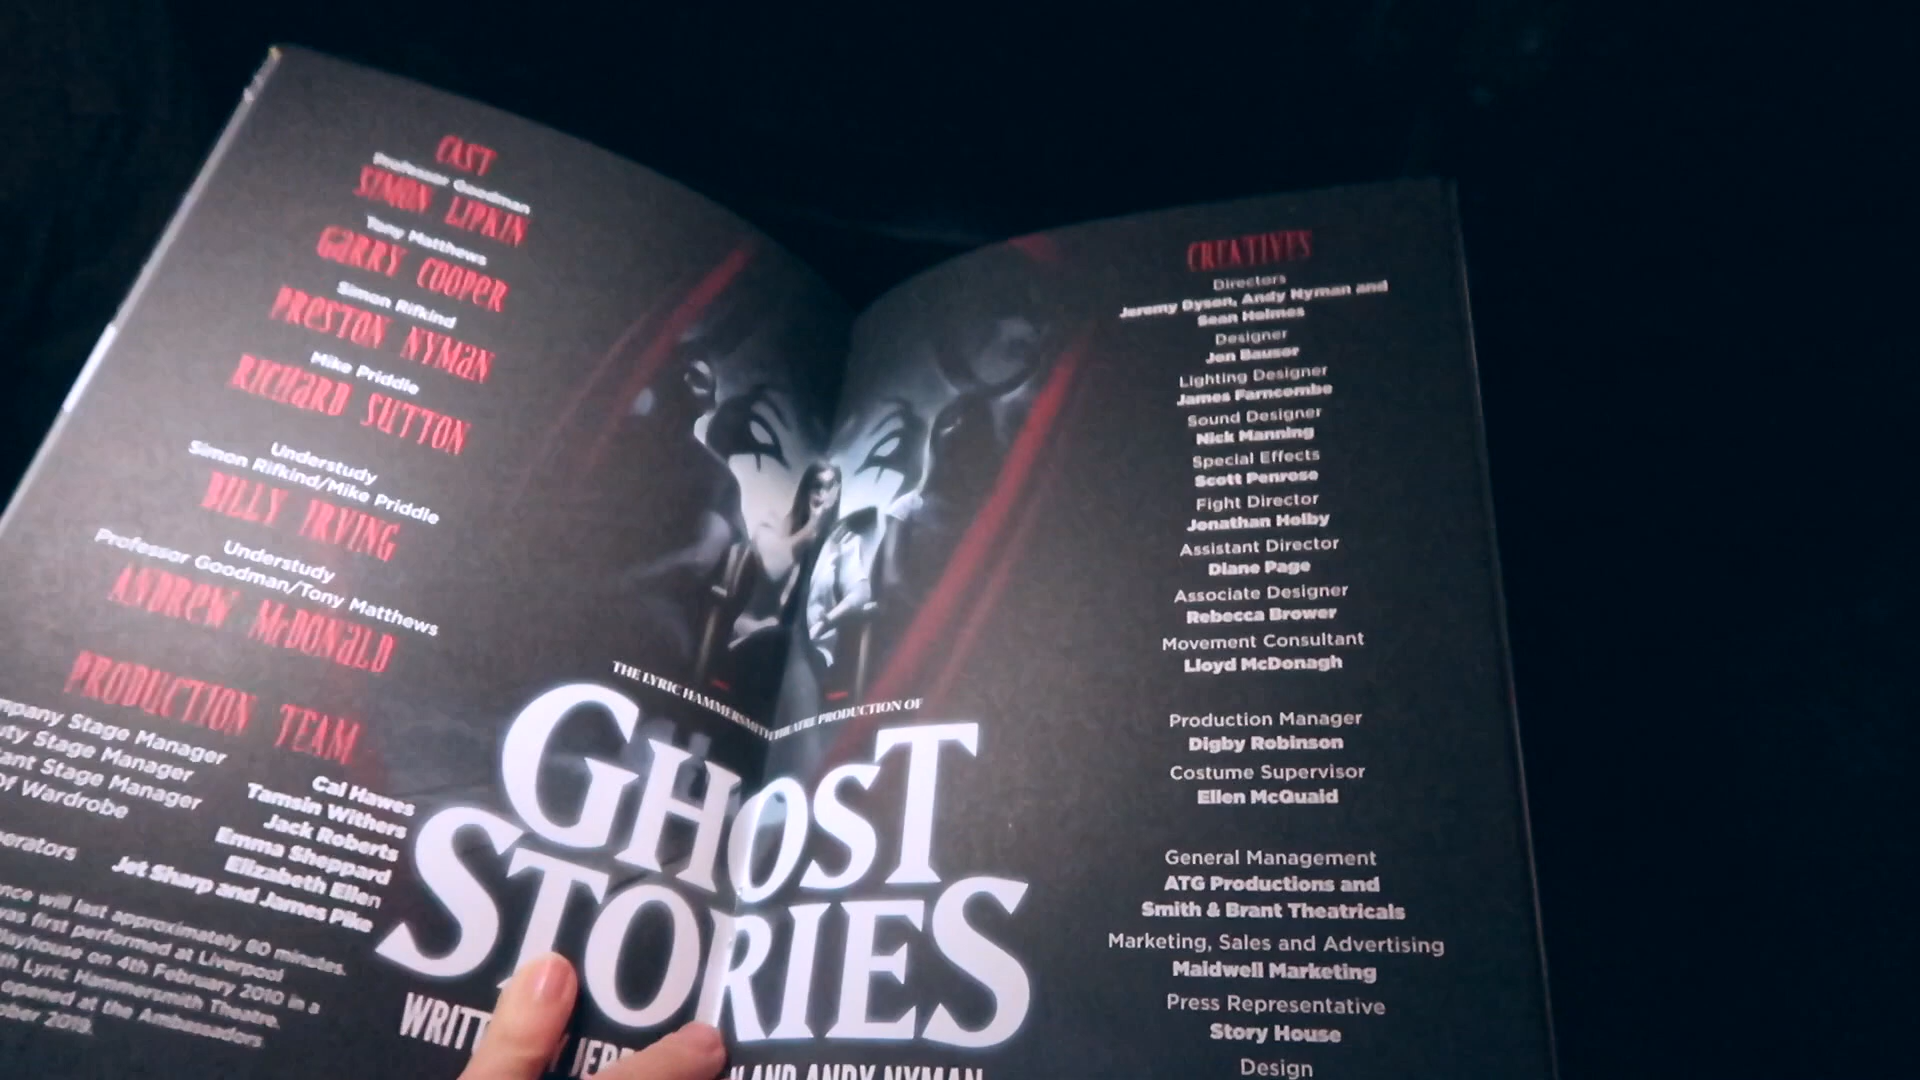 CAST
Professor Goodman
SIMON LIPKIN
Tony Matthews
GARRY COOPER
Simon Rifkind
PRESTON NYMAN
Mike Priddle
RICHARD SUTTON
Understudy
Simon Rifkind/Mike Priddle
BILLY IRVING
Understudy
Professor Goodman/Tony Matthews
ANDREW McDONALD
PRODUCTION TEAM
Stage Manager
Cal Hawes
Stage Manager
Tamsin Withers
Stage Manager
Jack Roberts
Of Wardrobe
Emma Sheppard
Elizabeth Ellen
Jet Sharp and James Pike
will last approximately 80 minutes.
was first performed at Liverpool
Playhouse on 4th February 2010 in a
with Lyric Hammersmith Theatre.
opened at the Ambassadors
2019.
THE LYRIC HAMMERSMITH THEATRE PRODUCTION OF
GHOST
STORIES
AND ANDY NYMAN
CREATIVES
Directors
Jeremy Dyson, Andy Nyman and
Sean Holmes
Designer
Jon Bausor
Lighting Designer
James Farncombe
Sound Designer
Nick Manning
Special Effects
Scott Penrose
Fight Director
Jonathan Holby
Assistant Director
Diane Page
Associate Designer
Rebecca Brower
Movement Consultant
Lloyd McDonagh
Production Manager
Digby Robinson
Costume Supervisor
Ellen McQuaid
General Management
ATG Productions and
Smith & Brant Theatricals
Marketing, Sales and Advertising
Maidwell Marketing
Press Representative
Story House
Design